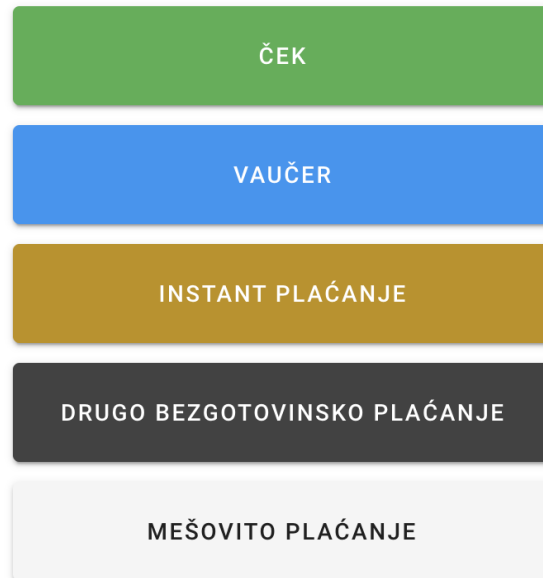 ČEK
VAUČER
INSTANT PLAĆANJE
DRUGO BEZGOTOVINSKO PLAĆANJE
MEŠOVITO PLAĆANJE